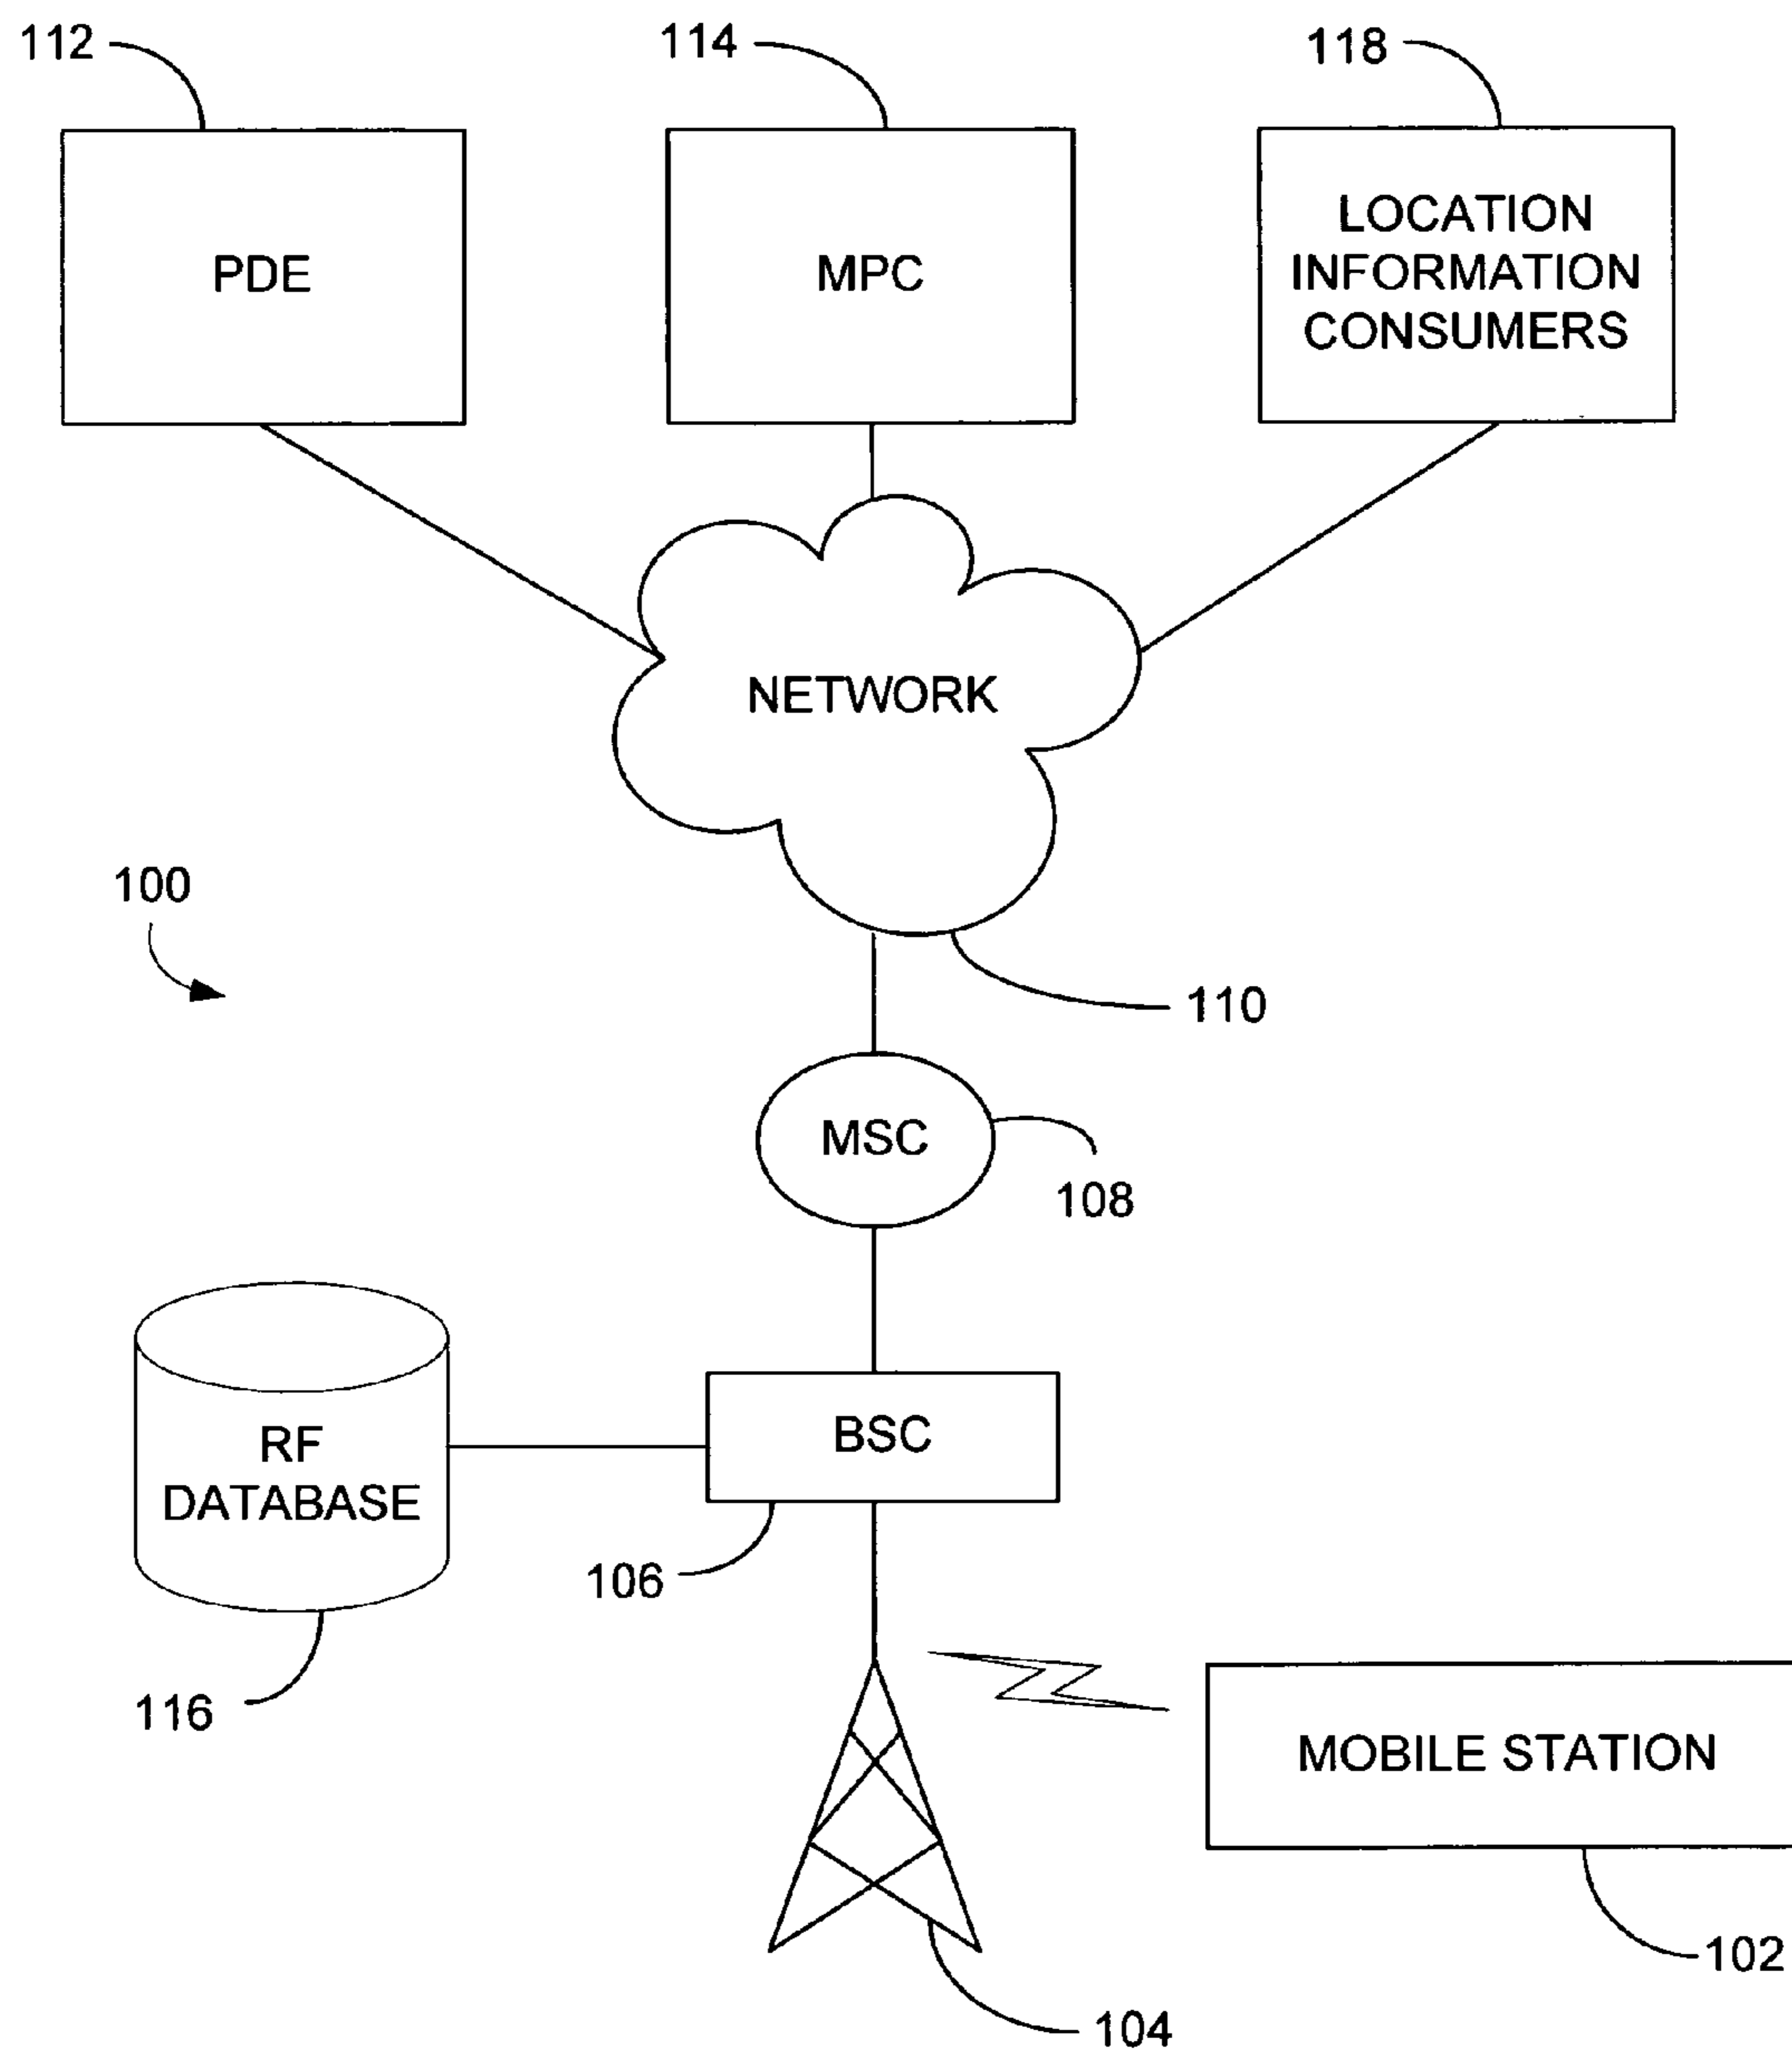 112
114
118
PDE
MPC
LOCATION
INFORMATION
CONSUMERS
NETWORK
100
110
MSC
108
RF
DATABASE
BSC
106
116
MOBILE STATION
102
104